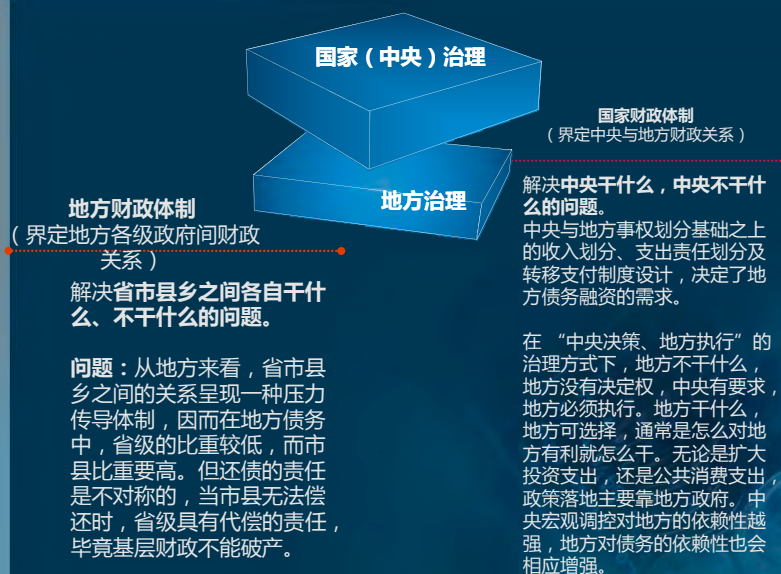 国家（中央）治理
地方治理
地方财政体制
（界定地方各级政府间财政
关系）
解决省市县乡之间各自干什
么、不干什么的问题。
问题：从地方来看，省市县
乡之间的关系呈现一种压力
传导体制，因而在地方债务
中，省级的比重较低，而市
县比重要高。但还债的责任
是不对称的，当市县无法偿
还时，省级具有代偿的责任，
毕竟基层财政不能破产。
国家财政体制
（界定中央与地方财政关系）
解决中央干什么，中央不干什
么的问题。
中央与地方事权划分基础之上
的收入划分、支出责任划分及
转移支付制度设计，决定了地
方债务融资的需求。
在 “中央决策、地方执行”的
治理方式下，地方不干什么，
地方没有决定权，中央有要求，
地方必须执行。地方干什么，
地方可选择，通常是怎么对地
方有利就怎么干。无论是扩大
投资支出，还是公共消费支出，
政策落地主要靠地方政府。中
央宏观调控对地方的依赖性越
强，地方对债务的依赖性也会
相应增强。